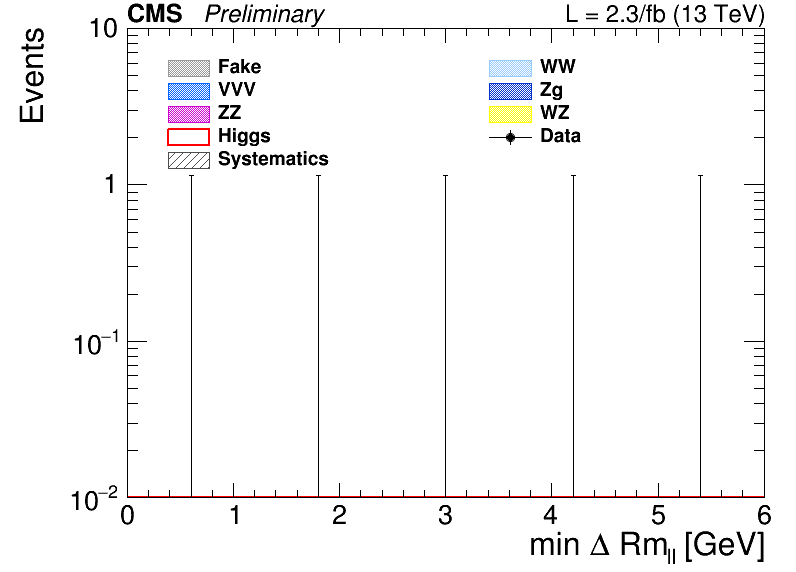 CMS Preliminary L = 2.3/fb (13 TeV)
Events
10
1
10⁻¹
10⁻²
Fake WW
VVV Zg
ZZ WZ
Higgs Data
Systematics
0 1 2 3 4 5 6
min Δ Rm_ll [GeV]